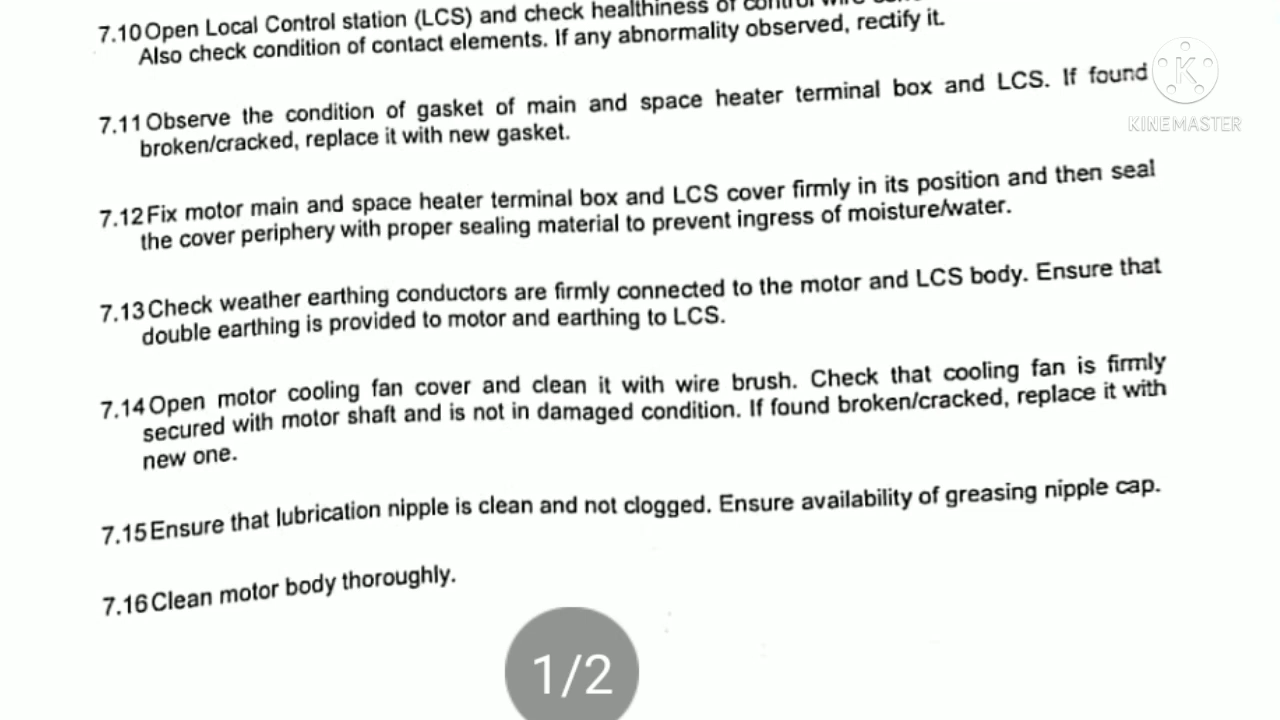 7.10 Open Local Control station (LCS) and check healthiness of control wire
Also check condition of contact elements. If any abnormality observed, rectify it.
7.11 Observe the condition of gasket of main and space heater terminal box and LCS. If found
broken/cracked, replace it with new gasket.
7.12 Fix motor main and space heater terminal box and LCS cover firmly in its position and then seal
the cover periphery with proper sealing material to prevent ingress of moisture/water.
7.13 Check weather earthing conductors are firmly connected to the motor and LCS body. Ensure that
double earthing is provided to motor and earthing to LCS.
7.14 Open motor cooling fan cover and clean it with wire brush. Check that cooling fan is firmly
secured with motor shaft and is not in damaged condition. If found broken/cracked, replace it with
new one.
7.15 Ensure that lubrication nipple is clean and not clogged. Ensure availability of greasing nipple cap.
7.16 Clean motor body thoroughly.
1/2
K
KINEMASTER